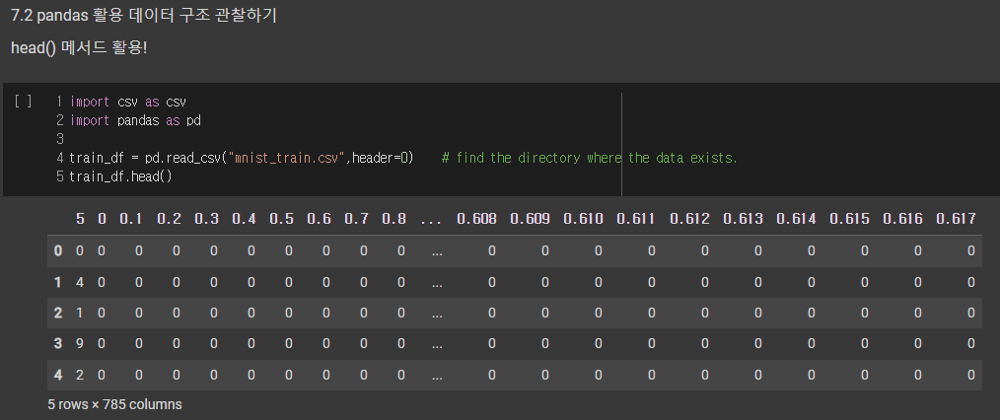 7.2 pandas 활용 데이터 구조 관찰하기
head() 메서드 활용!
[ ] 1 import csv as csv
2 import pandas as pd
3
4 train_df = pd.read_csv("mnist_train.csv",header=0) # find the directory where the data exists.
5 train_df.head()
5 0 0.1 0.2 0.3 0.4 0.5 0.6 0.7 0.8 ... 0.608 0.609 0.610 0.611 0.612 0.613 0.614 0.615 0.616 0.617
0 0 0 0 0 0 0 0 0 0 0 ... 0 0 0 0 0 0 0 0 0 0
1 4 0 0 0 0 0 0 0 0 0 ... 0 0 0 0 0 0 0 0 0 0
2 1 0 0 0 0 0 0 0 0 0 ... 0 0 0 0 0 0 0 0 0 0
3 9 0 0 0 0 0 0 0 0 0 ... 0 0 0 0 0 0 0 0 0 0
4 2 0 0 0 0 0 0 0 0 0 ... 0 0 0 0 0 0 0 0 0 0
5 rows × 785 columns